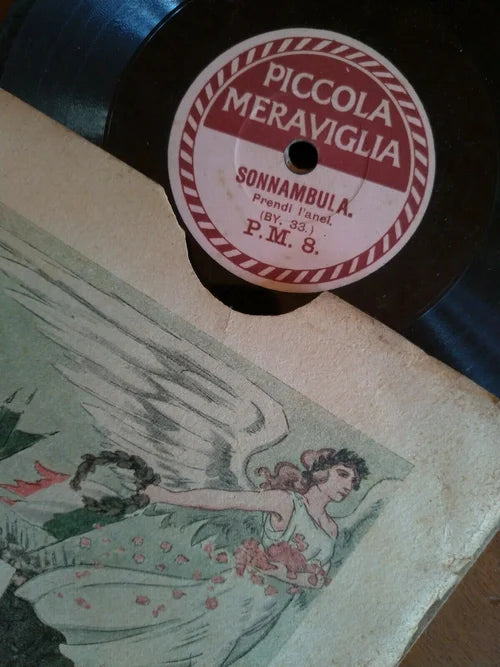 PICCOLA
MERAVIGLIA
SONNAMBULA.
Prendi l'anel.
(BY. 33.)
P.M. 8.